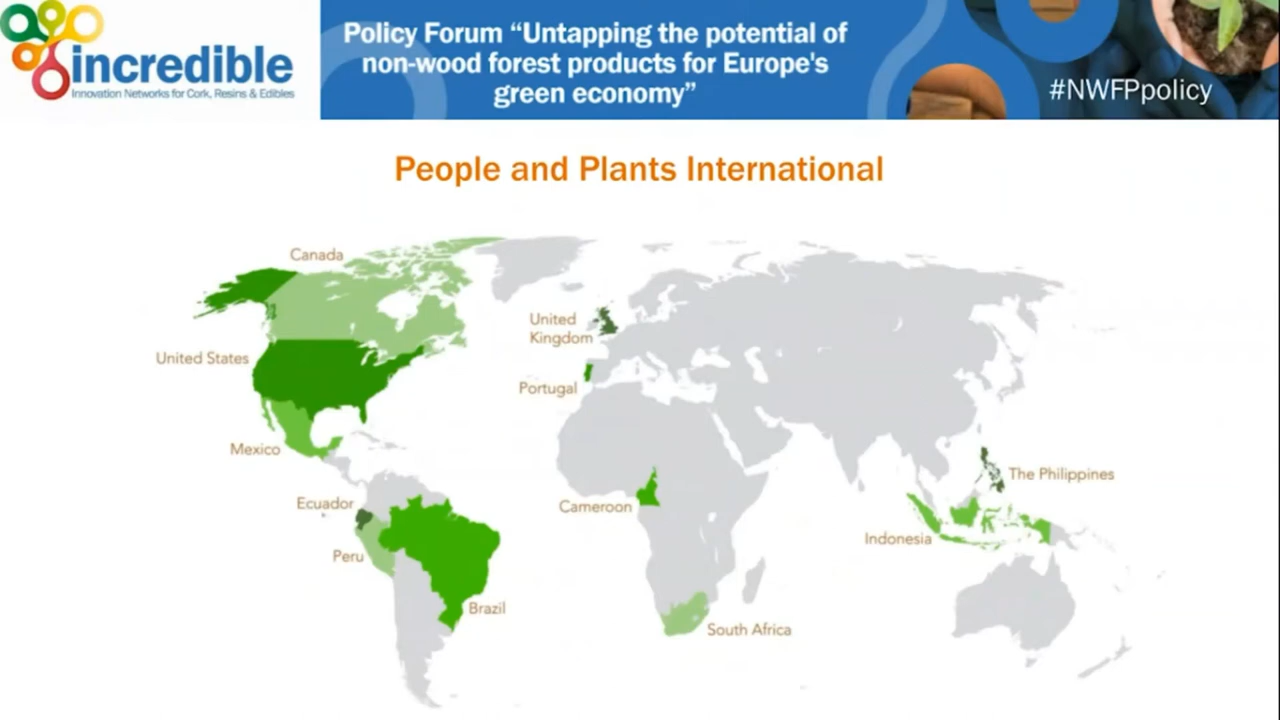 incredible
Innovation Networks for Cork, Resins & Edibles
Policy Forum “Untapping the potential of
non-wood forest products for Europe's
green economy”
#NWFPpolicy
People and Plants International
Canada
United
Kingdom
United States
Portugal
Mexico
The Philippines
Ecuador
Cameroon
Indonesia
Peru
Brazil
South Africa